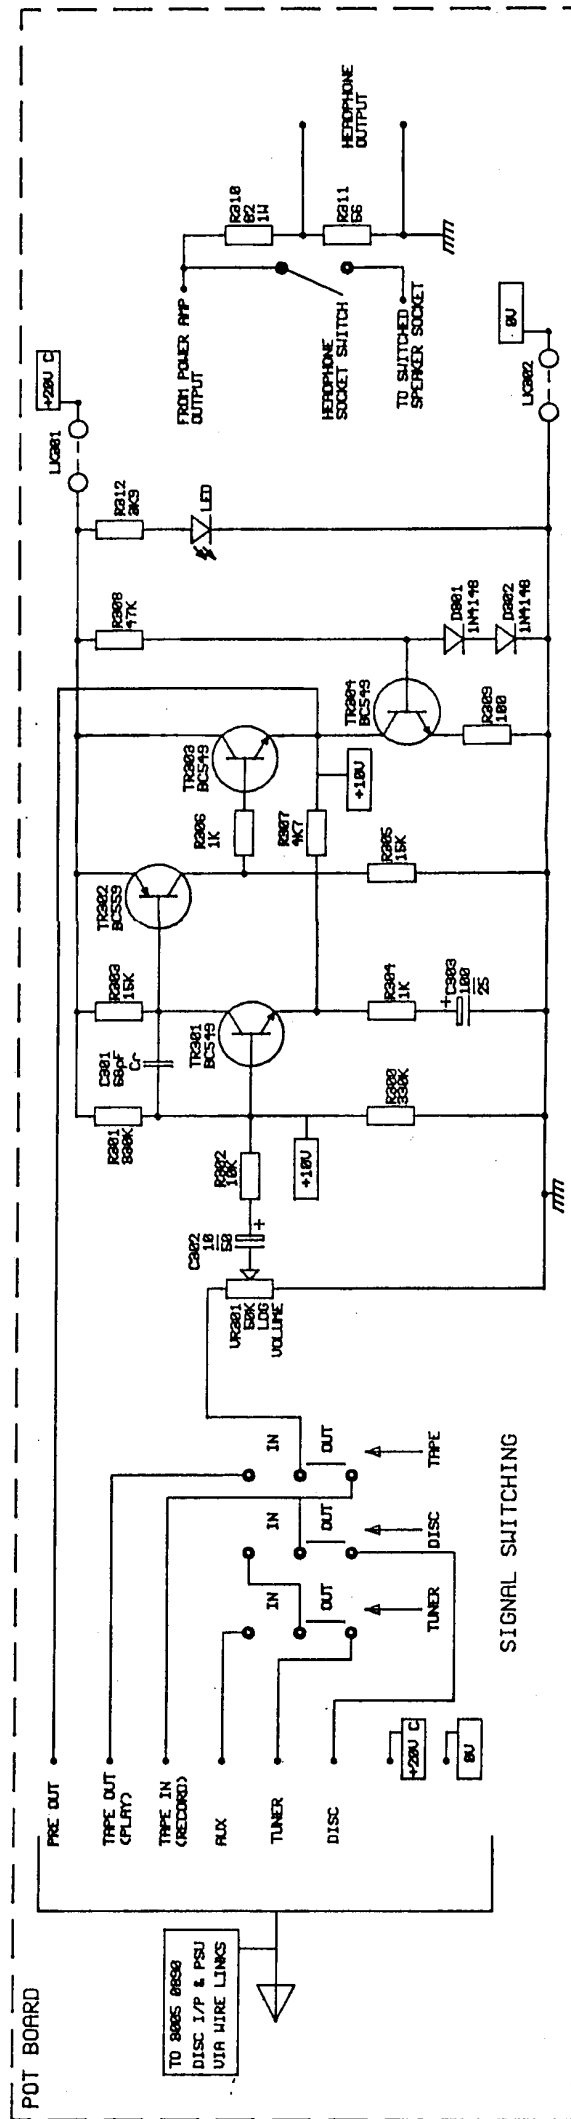 POT BOARD
TO 8005 0890
DISC I/P & PSU
VIA WIRE LINKS
PRE OUT
TAPE OUT
(PLAY)
TAPE IN
(RECORD)
AUX
TUNER
DISC
+20V C
0V
IN
OUT
TUNER
IN
OUT
DISC
IN
OUT
TAPE
SIGNAL SWITCHING
VR301
50K
LOG
VOLUME
C302
10
50
+
R302
10K
+10V
R301
C301
68pF
Cr
R300
330K
R303
15K
TR301
BC549
R304
1K
+
C303
100
25
TR302
BC559
R306
1K
R307
4K7
R305
15K
TR303
BC549
+10V
TR304
BC549
R309
100
R308
47K
D301
1N4148
D302
1N4148
R312
3K9
LED
LK301
+20V C
LK302
0V
FROM POWER AMP
OUTPUT
HEADPHONE
SOCKET SWITCH
TO SWITCHED
SPEAKER SOCKET
R310
82
1W
R311
56
HEADPHONE
OUTPUT